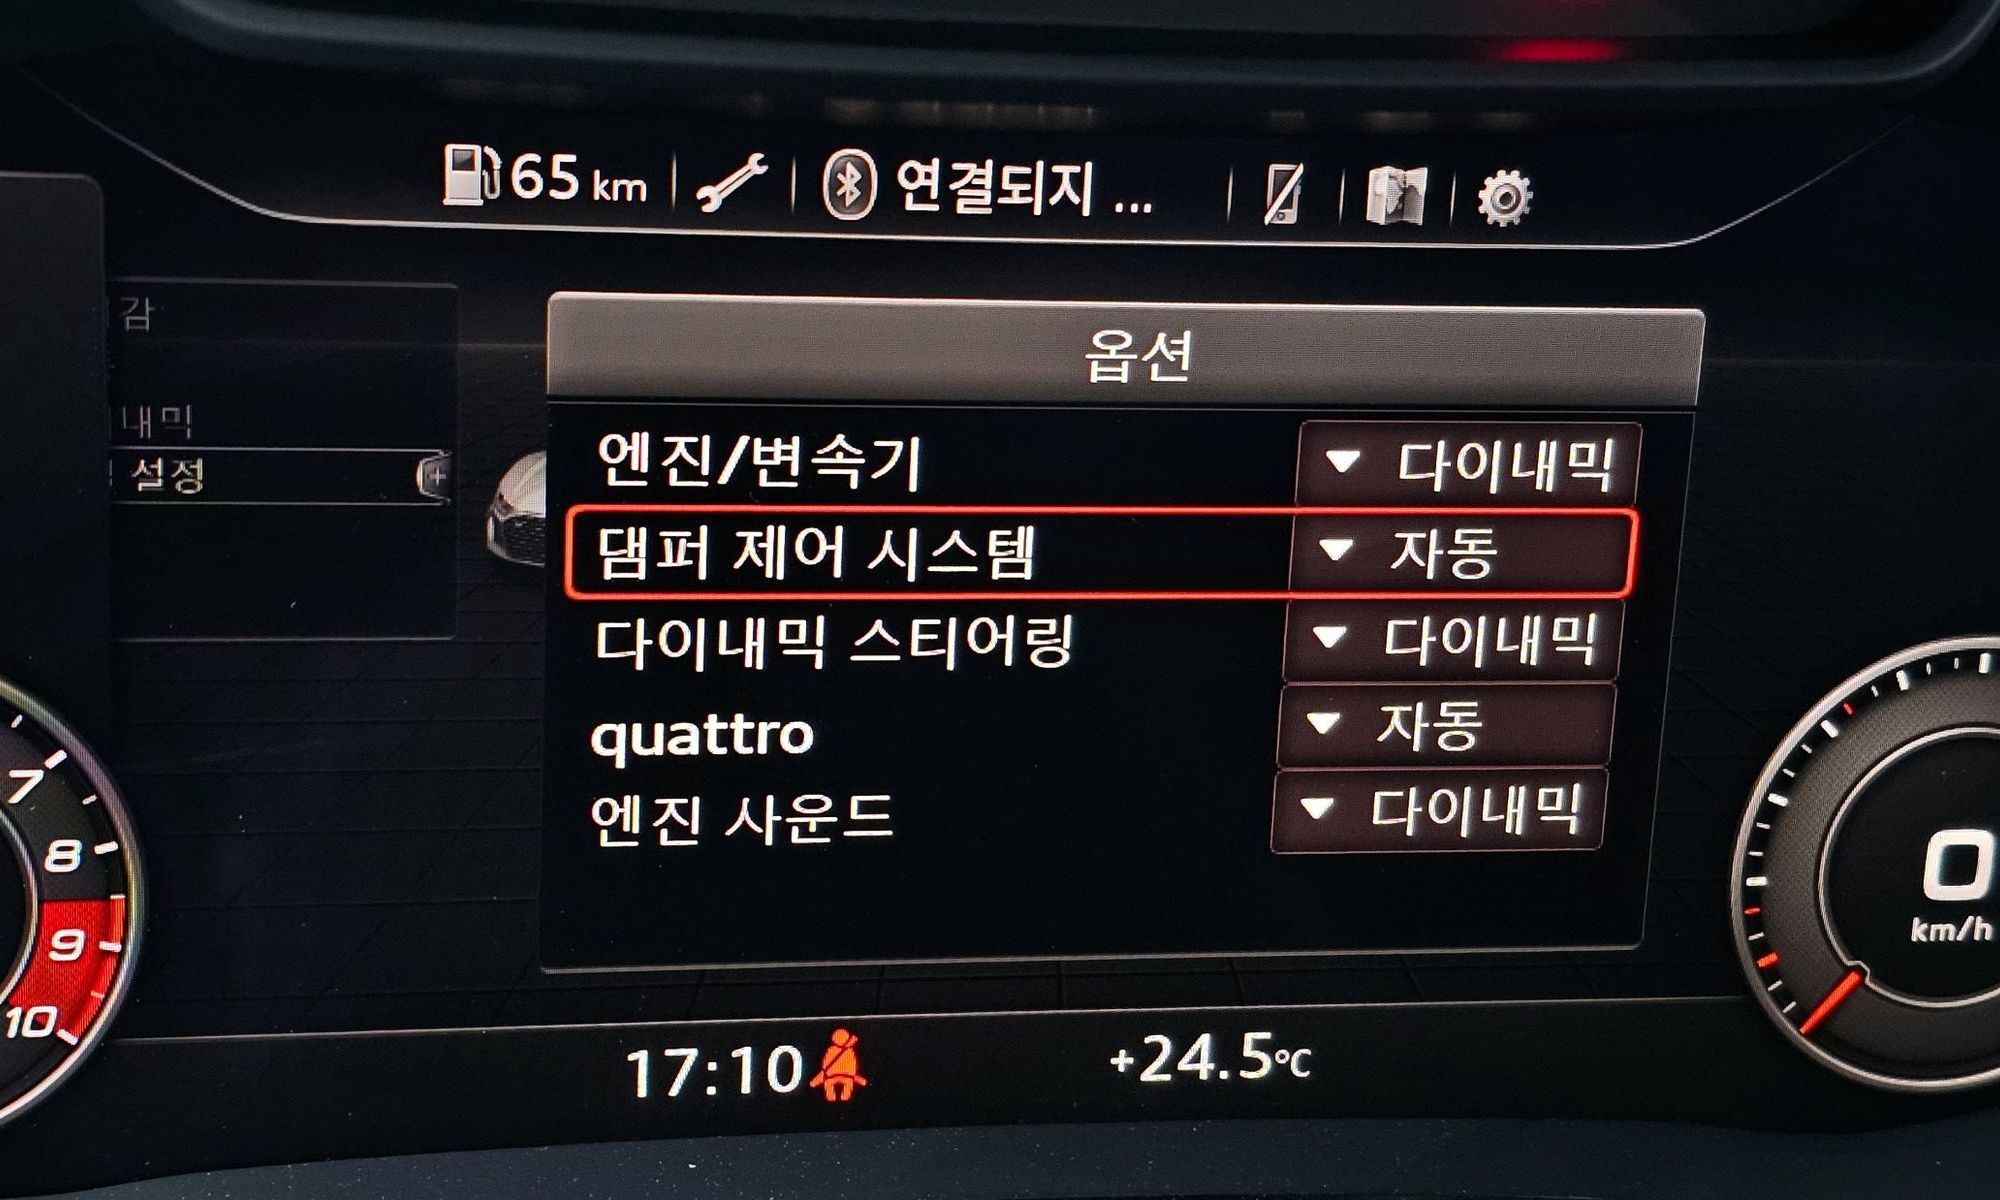 65 km
연결되지 ...
감
내믹
설정
옵션
엔진/변속기 다이내믹
댐퍼 제어 시스템 자동
다이내믹 스티어링 다이내믹
quattro 자동
엔진 사운드 다이내믹
7
8
9
10
0
km/h
17:10
+24.5°C